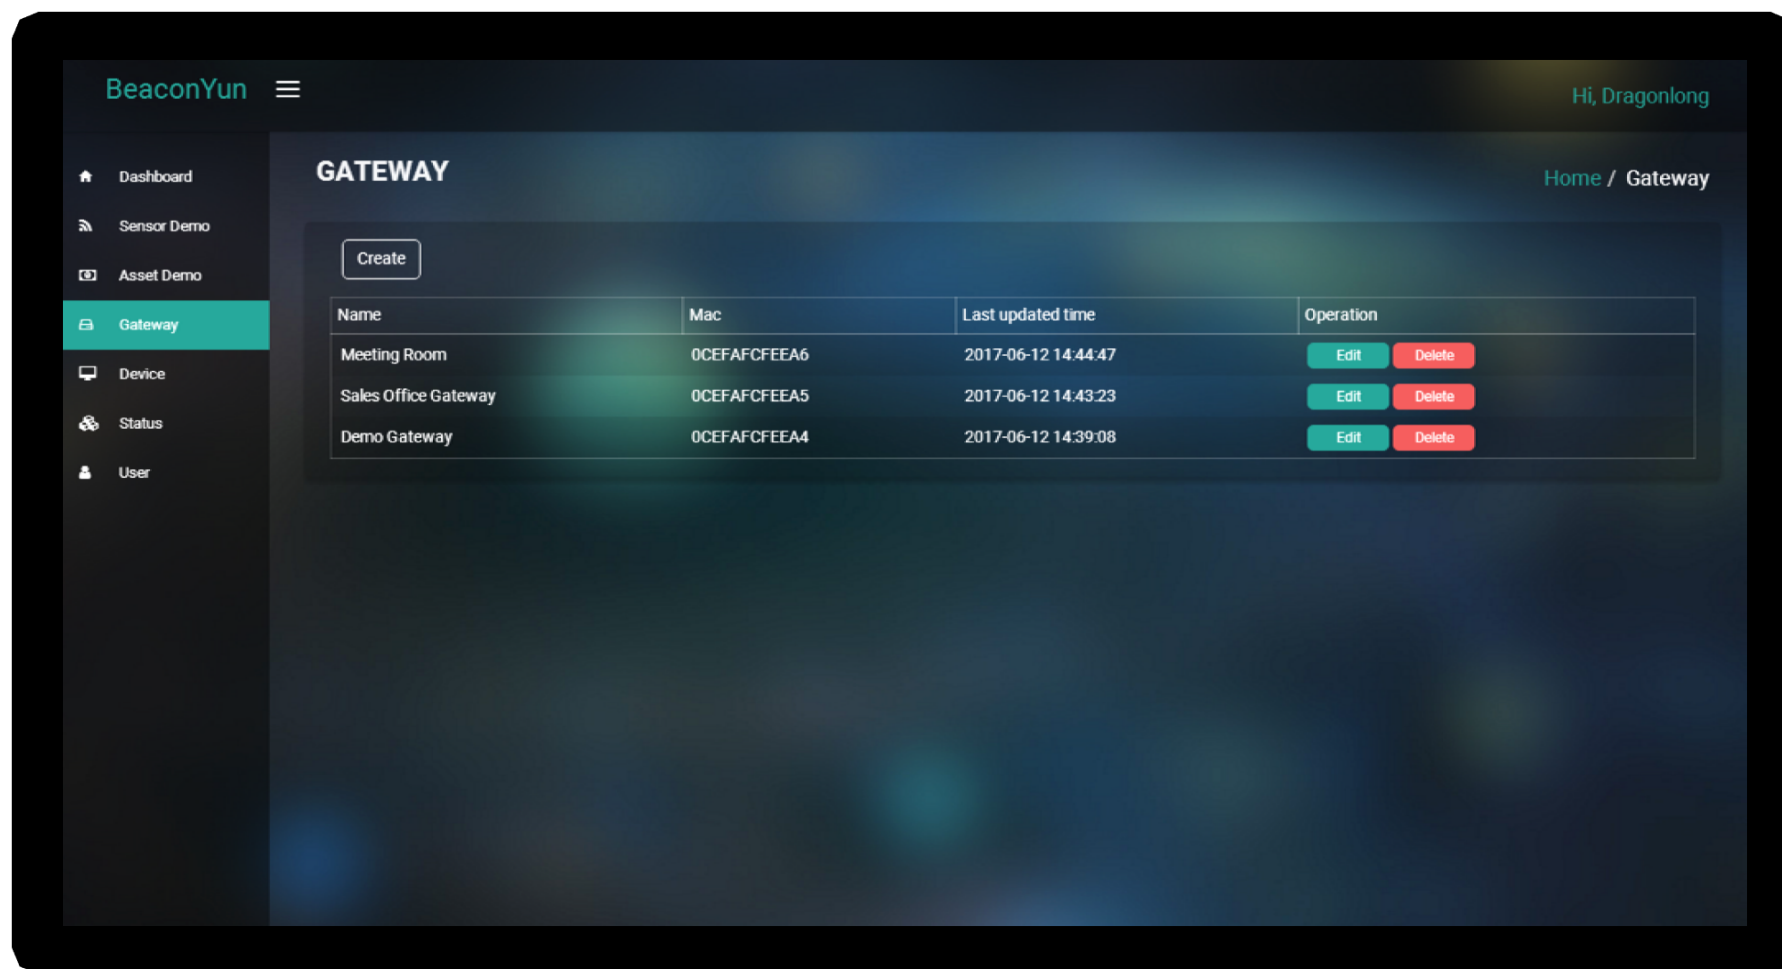 BeaconYun
Hi, Dragonlong
Dashboard
Sensor Demo
Asset Demo
Gateway
Device
Status
User
GATEWAY
Home / Gateway
Create
Name Mac Last updated time Operation
Meeting Room 0CEFAFCFEEA6 2017-06-12 14:44:47 Edit Delete
Sales Office Gateway 0CEFAFCFEEA5 2017-06-12 14:43:23 Edit Delete
Demo Gateway 0CEFAFCFEEA4 2017-06-12 14:39:08 Edit Delete